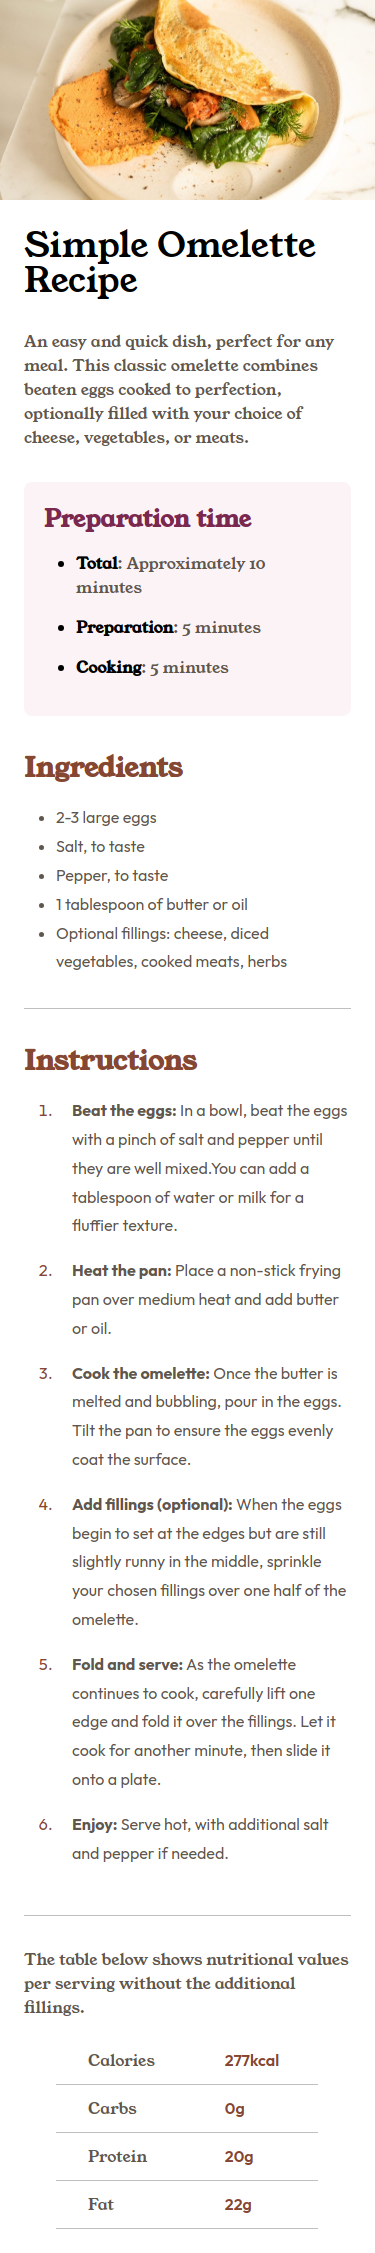 Simple Omelette
Recipe
An easy and quick dish, perfect for any
meal. This classic omelette combines
beaten eggs cooked to perfection,
optionally filled with your choice of
cheese, vegetables, or meats.
Preparation time
• Total: Approximately 10
minutes
• Preparation: 5 minutes
• Cooking: 5 minutes
Ingredients
• 2-3 large eggs
• Salt, to taste
• Pepper, to taste
• 1 tablespoon of butter or oil
• Optional fillings: cheese, diced
vegetables, cooked meats, herbs
Instructions
1. Beat the eggs: In a bowl, beat the eggs
with a pinch of salt and pepper until
they are well mixed.You can add a
tablespoon of water or milk for a
fluffier texture.
2. Heat the pan: Place a non-stick frying
pan over medium heat and add butter
or oil.
3. Cook the omelette: Once the butter is
melted and bubbling, pour in the eggs.
Tilt the pan to ensure the eggs evenly
coat the surface.
4. Add fillings (optional): When the eggs
begin to set at the edges but are still
slightly runny in the middle, sprinkle
your chosen fillings over one half of the
omelette.
5. Fold and serve: As the omelette
continues to cook, carefully lift one
edge and fold it over the fillings. Let it
cook for another minute, then slide it
onto a plate.
6. Enjoy: Serve hot, with additional salt
and pepper if needed.
The table below shows nutritional values
per serving without the additional
fillings.
Calories 277kcal
Carbs 0g
Protein 20g
Fat 22g